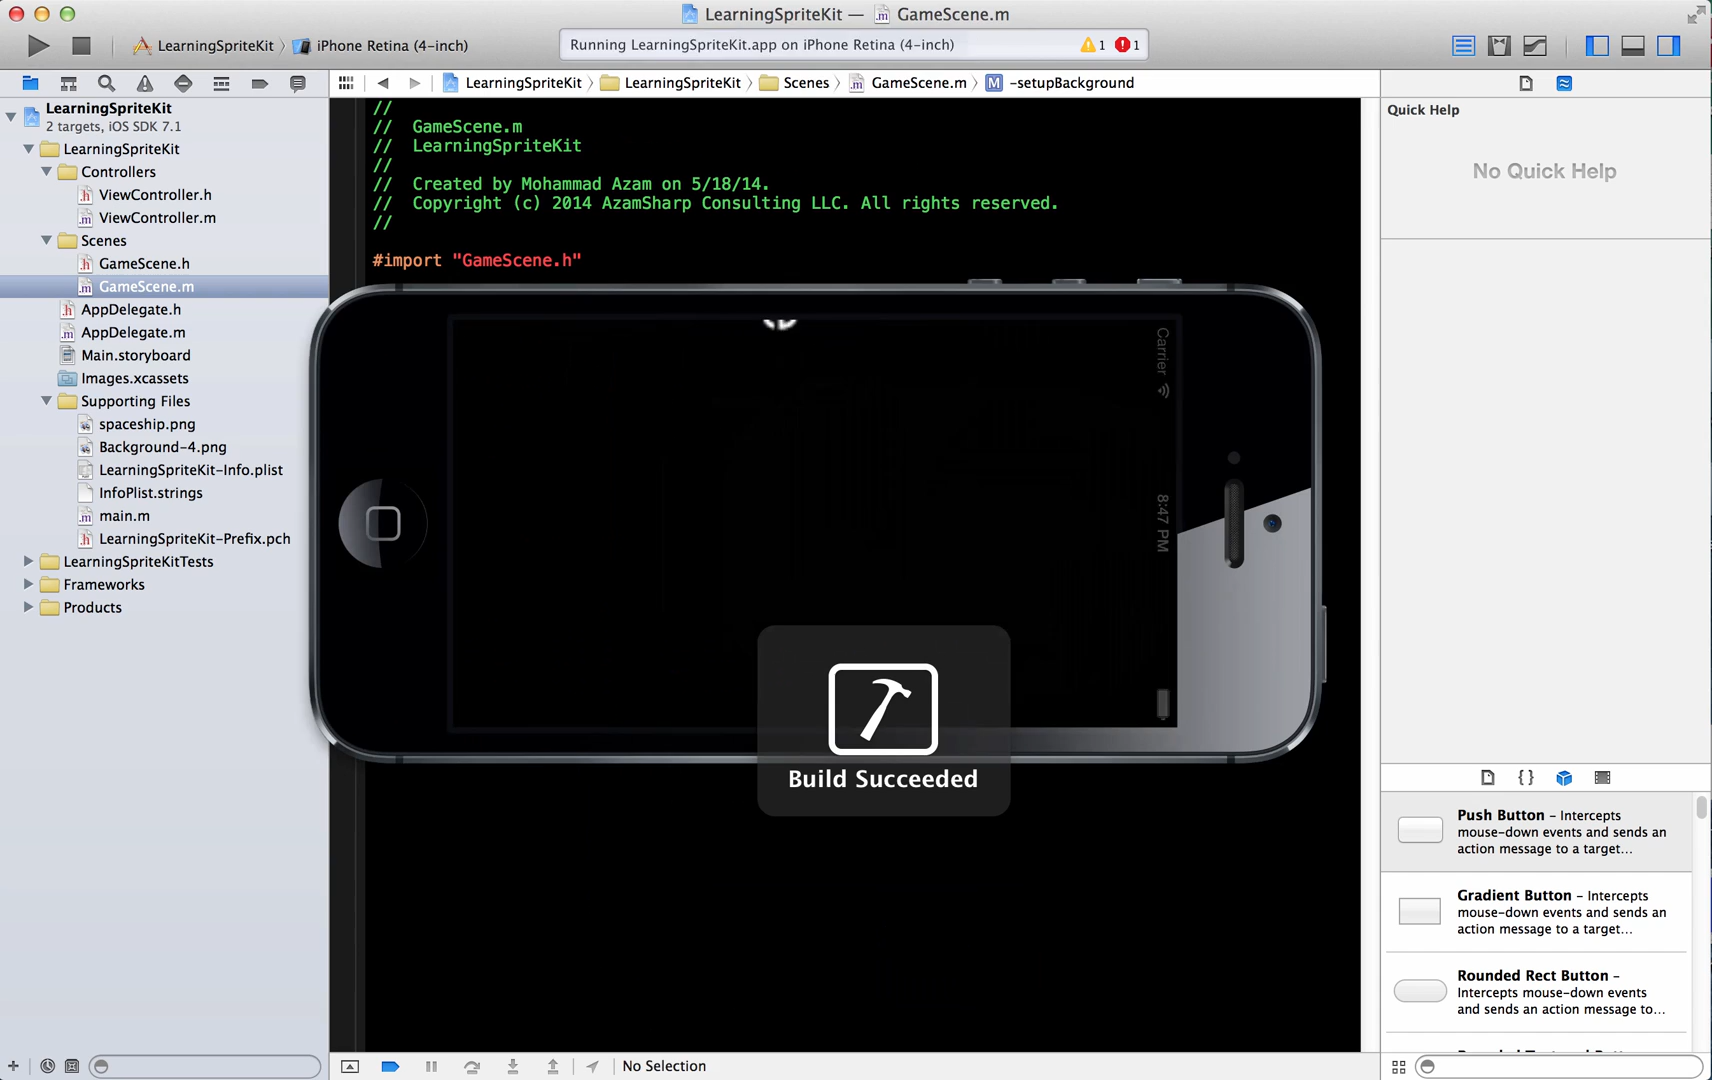 LearningSpriteKit — GameScene.m
LearningSpriteKit iPhone Retina (4-inch)
Running LearningSpriteKit.app on iPhone Retina (4-inch) 1 1
LearningSpriteKit LearningSpriteKit Scenes GameScene.m M -setupBackground
LearningSpriteKit
2 targets, iOS SDK 7.1
LearningSpriteKit
Controllers
h ViewController.h
m ViewController.m
Scenes
h GameScene.h
m GameScene.m
h AppDelegate.h
m AppDelegate.m
Main.storyboard
Images.xcassets
Supporting Files
spaceship.png
Background-4.png
LearningSpriteKit-Info.plist
InfoPlist.strings
m main.m
h LearningSpriteKit-Prefix.pch
LearningSpriteKitTests
Frameworks
Products
//
// GameScene.m
// LearningSpriteKit
//
// Created by Mohammad Azam on 5/18/14.
// Copyright (c) 2014 AzamSharp Consulting LLC. All rights reserved.
//
#import "GameScene.h"
Carrier
8:47 PM
Build Succeeded
No Selection
Quick Help
No Quick Help
{ }
Push Button – Intercepts
mouse-down events and sends an
action message to a target...
Gradient Button – Intercepts
mouse-down events and sends an
action message to a target...
Rounded Rect Button –
Intercepts mouse-down events
and sends an action message to...